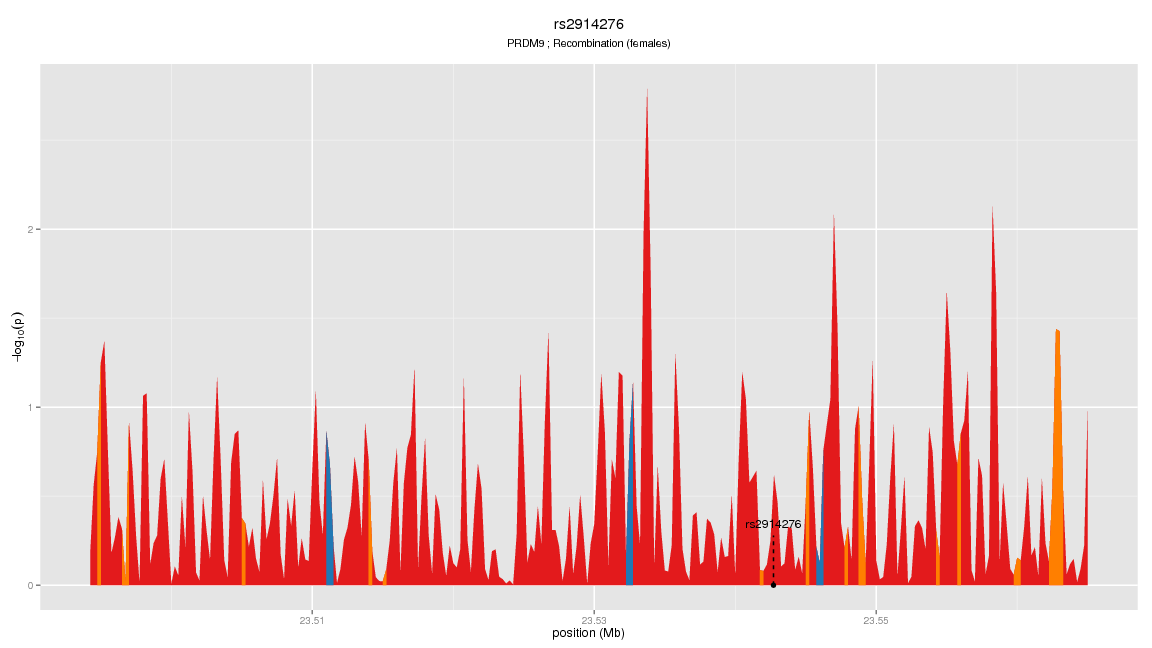 rs2914276
PRDM9 ; Recombination (females)
−log10(p)
2
1
0
rs2914276
23.51
23.53
23.55
position (Mb)